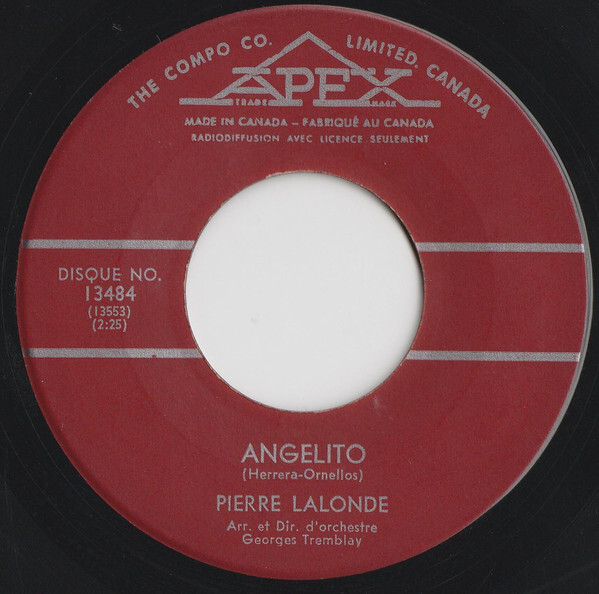 THE COMPO CO. LIMITED, CANADA
APEX
TRADE MARK
MADE IN CANADA – FABRIQUÉ AU CANADA
RADIODIFFUSION AVEC LICENCE SEULEMENT
DISQUE NO.
13484
(13553)
(2:25)
ANGELITO
(Herrera-Ornellos)
PIERRE LALONDE
Arr. et Dir. d'orchestre
Georges Tremblay